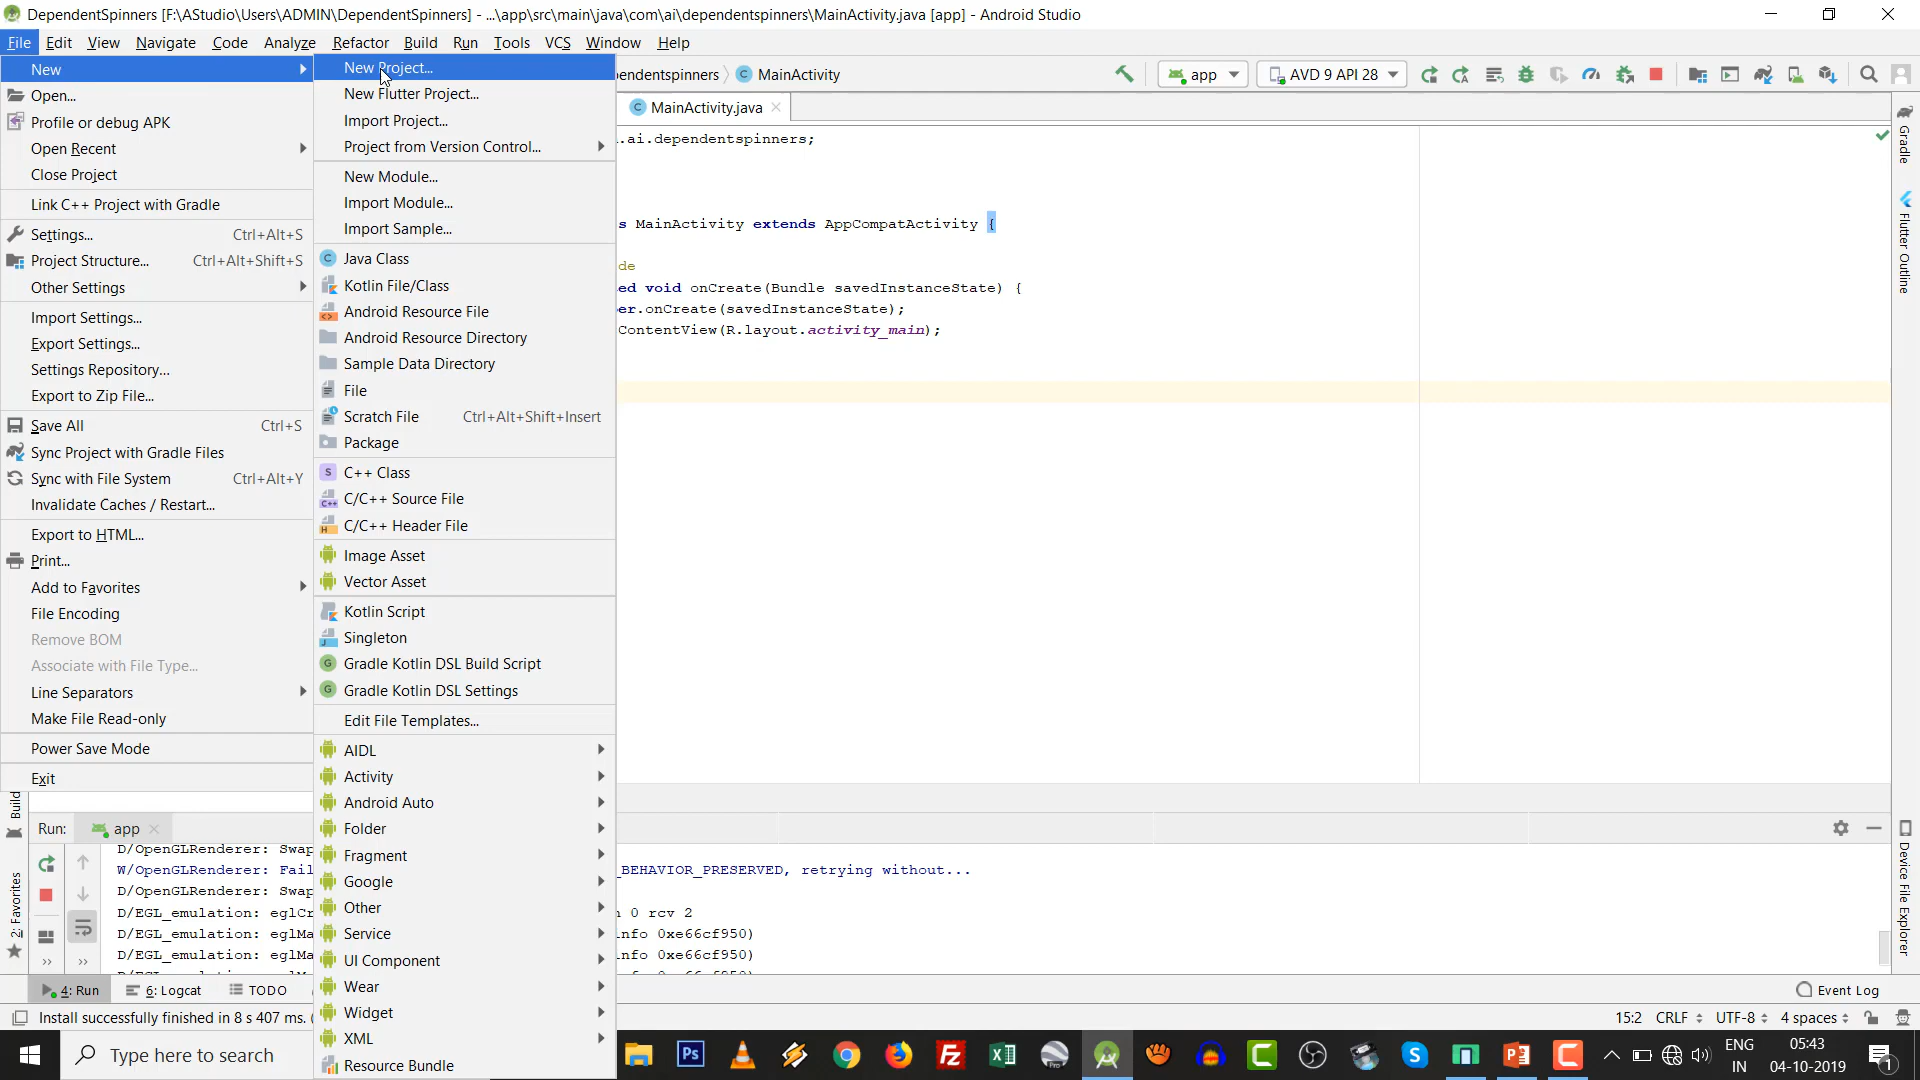 DependentSpinners [F:\AStudio\Users\ADMIN\DependentSpinners] - ...\app\src\main\java\com\ai\dependentspinners\MainActivity.java [app] - Android Studio
File Edit View Navigate Code Analyze Refactor Build Run Tools VCS Window Help
New
Open...
Profile or debug APK
Open Recent
Close Project
Link C++ Project with Gradle
Settings... Ctrl+Alt+S
Project Structure... Ctrl+Alt+Shift+S
Other Settings
Import Settings...
Export Settings...
Settings Repository...
Export to Zip File...
Save All Ctrl+S
Sync Project with Gradle Files
Sync with File System Ctrl+Alt+Y
Invalidate Caches / Restart...
Export to HTML...
Print...
Add to Favorites
File Encoding
Remove BOM
Associate with File Type...
Line Separators
Make File Read-only
Power Save Mode
Exit
New Project...
New Flutter Project...
Import Project...
Project from Version Control...
New Module...
Import Module...
Import Sample...
Java Class
Kotlin File/Class
Android Resource File
Android Resource Directory
Sample Data Directory
File
Scratch File Ctrl+Alt+Shift+Insert
Package
C++ Class
C/C++ Source File
C/C++ Header File
Image Asset
Vector Asset
Kotlin Script
Singleton
Gradle Kotlin DSL Build Script
Gradle Kotlin DSL Settings
Edit File Templates...
AIDL
Activity
Android Auto
Folder
Fragment
Google
Other
Service
UI Component
Wear
Widget
XML
Resource Bundle
ependentspinners MainActivity app AVD 9 API 28
MainActivity.java
.ai.dependentspinners;
s MainActivity extends AppCompatActivity {
de
ed void onCreate(Bundle savedInstanceState) {
per.onCreate(savedInstanceState);
ContentView(R.layout.activity_main);
Gradle
Flutter Outline
Device File Explorer
Build
2: Favorites
Run: app
D/OpenGLRenderer: Swap
W/OpenGLRenderer: Fail _BEHAVIOR_PRESERVED, retrying without...
D/OpenGLRenderer: Swap
D/EGL_emulation: eglCr n 0 rcv 2
D/EGL_emulation: eglMa info 0xe66cf950)
D/EGL_emulation: eglMa info 0xe66cf950)
4: Run 6: Logcat TODO Event Log
Install successfully finished in 8 s 407 ms. ( 15:2 CRLF UTF-8 4 spaces
Type here to search
Ps
ENG
IN
05:43
04-10-2019
1